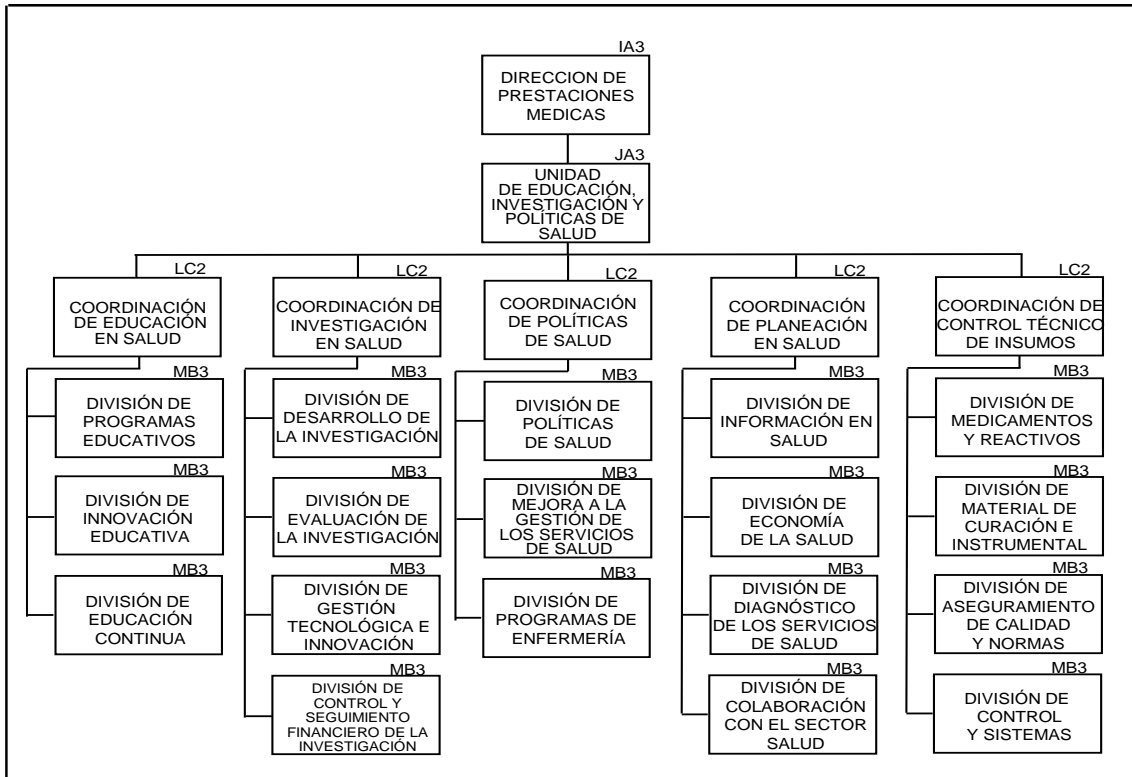 IA3
DIRECCION DE
PRESTACIONES
MEDICAS
JA3
UNIDAD
DE EDUCACIÓN,
INVESTIGACIÓN Y
POLÍTICAS DE
SALUD
LC2
COORDINACIÓN
DE EDUCACIÓN
EN SALUD
MB3
DIVISIÓN DE
PROGRAMAS
EDUCATIVOS
MB3
DIVISIÓN DE
INNOVACIÓN
EDUCATIVA
MB3
DIVISIÓN DE
EDUCACIÓN
CONTINUA
LC2
COORDINACIÓN DE
INVESTIGACIÓN
EN SALUD
MB3
DIVISIÓN DE
DESARROLLO DE
LA INVESTIGACIÓN
MB3
DIVISIÓN DE
EVALUACIÓN DE
LA INVESTIGACIÓN
MB3
DIVISIÓN DE
GESTIÓN
TECNOLÓGICA E
INNOVACIÓN
MB3
DIVISIÓN DE
CONTROL Y
SEGUIMIENTO
FINANCIERO DE LA
INVESTIGACIÓN
LC2
COORDINACIÓN
DE POLÍTICAS
DE SALUD
MB3
DIVISIÓN DE
POLÍTICAS
DE SALUD
MB3
DIVISIÓN DE
MEJORA A LA
GESTIÓN DE
LOS SERVICIOS
DE SALUD
MB3
DIVISIÓN DE
PROGRAMAS DE
ENFERMERÍA
LC2
COORDINACIÓN
DE PLANEACIÓN
EN SALUD
MB3
DIVISIÓN DE
INFORMACIÓN EN
SALUD
MB3
DIVISIÓN DE
ECONOMÍA
DE LA SALUD
MB3
DIVISIÓN DE
DIAGNÓSTICO
DE LOS SERVICIOS
DE SALUD
MB3
DIVISIÓN DE
COLABORACIÓN
CON EL SECTOR
SALUD
LC2
COORDINACIÓN DE
CONTROL TÉCNICO
DE INSUMOS
MB3
DIVISIÓN DE
MEDICAMENTOS
Y REACTIVOS
MB3
DIVISIÓN DE
MATERIAL DE
CURACIÓN E
INSTRUMENTAL
MB3
DIVISIÓN DE
ASEGURAMIENTO
DE CALIDAD
Y NORMAS
MB3
DIVISIÓN DE
CONTROL
Y SISTEMAS